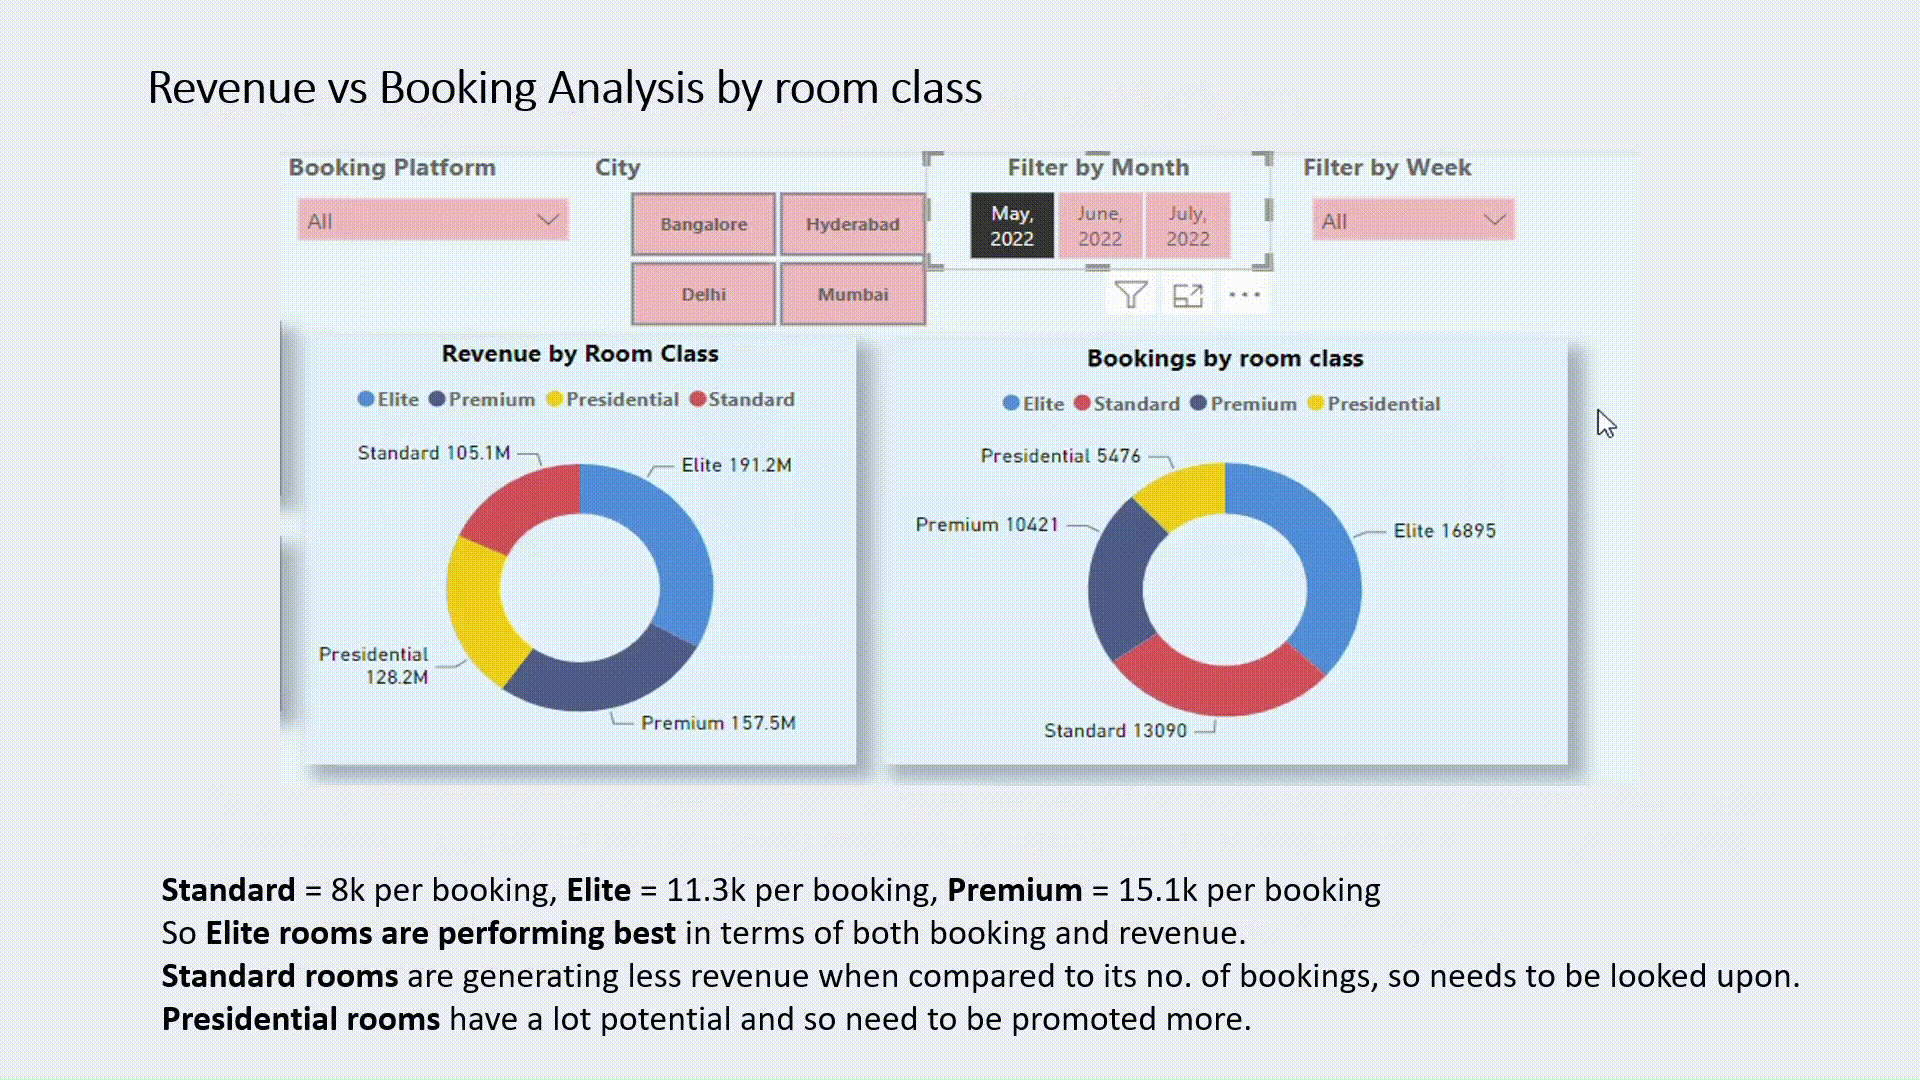 Revenue vs Booking Analysis by room class
Booking Platform
All
City
Bangalore
Hyderabad
Delhi
Mumbai
Filter by Month
May,
2022
June,
2022
July,
2022
Filter by Week
All
Revenue by Room Class
Elite Premium Presidential Standard
Standard 105.1M
Elite 191.2M
Presidential
128.2M
Premium 157.5M
Bookings by room class
Elite Standard Premium Presidential
Presidential 5476
Premium 10421
Elite 16895
Standard 13090
Standard = 8k per booking, Elite = 11.3k per booking, Premium = 15.1k per booking
So Elite rooms are performing best in terms of both booking and revenue.
Standard rooms are generating less revenue when compared to its no. of bookings, so needs to be looked upon.
Presidential rooms have a lot potential and so need to be promoted more.